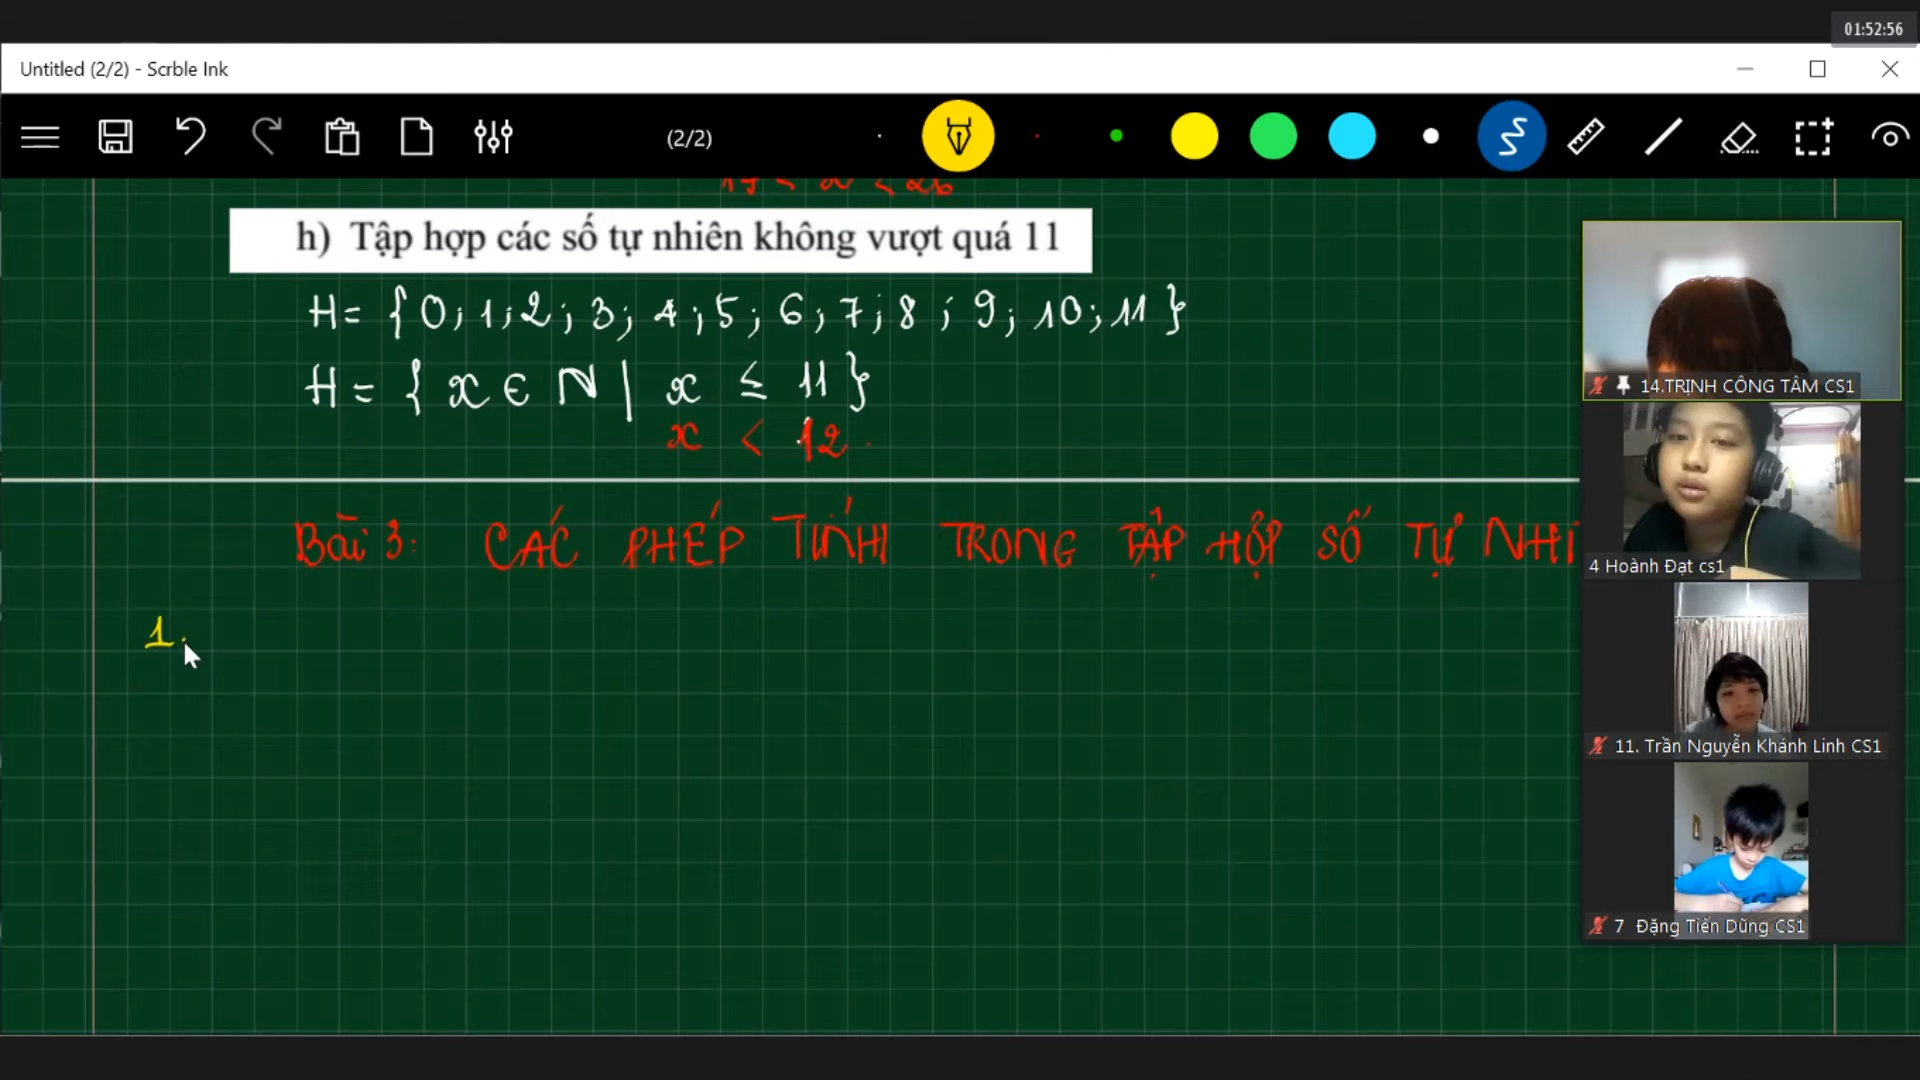 01:52:56
Untitled (2/2) - Scrble Ink
(2/2)
17 < x < 26
h) Tập hợp các số tự nhiên không vượt quá 11
H = { 0 ; 1 ; 2 ; 3 ; 4 ; 5 ; 6 ; 7 ; 8 ; 9 ; 10 ; 11 }
H = { x ∈ N | x ≤ 11 }
x < 12
Bài 3: CÁC PHÉP TÍNH TRONG TẬP HỢP SỐ TỰ NHI
1.
14.TRỊNH CÔNG TÂM CS1
4 Hoành Đạt cs1
11. Trần Nguyễn Khánh Linh CS1
7 Đặng Tiến Dũng CS1